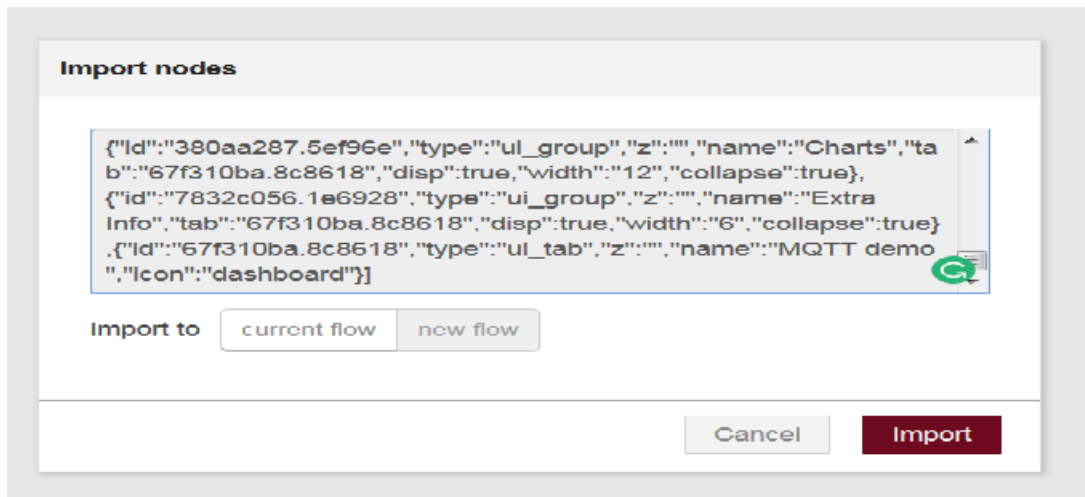 Import nodes
{"id":"380aa287.5ef96e","type":"ui_group","z":"","name":"Charts","ta
b":"67f310ba.8c8618","disp":true,"width":"12","collapse":true},
{"id":"7832c056.1e6928","type":"ui_group","z":"","name":"Extra
Info","tab":"67f310ba.8c8618","disp":true,"width":"6","collapse":true}
,{"id":"67f310ba.8c8618","type":"ui_tab","z":"","name":"MQTT demo
","icon":"dashboard"}]
Import to current flow new flow
Cancel Import